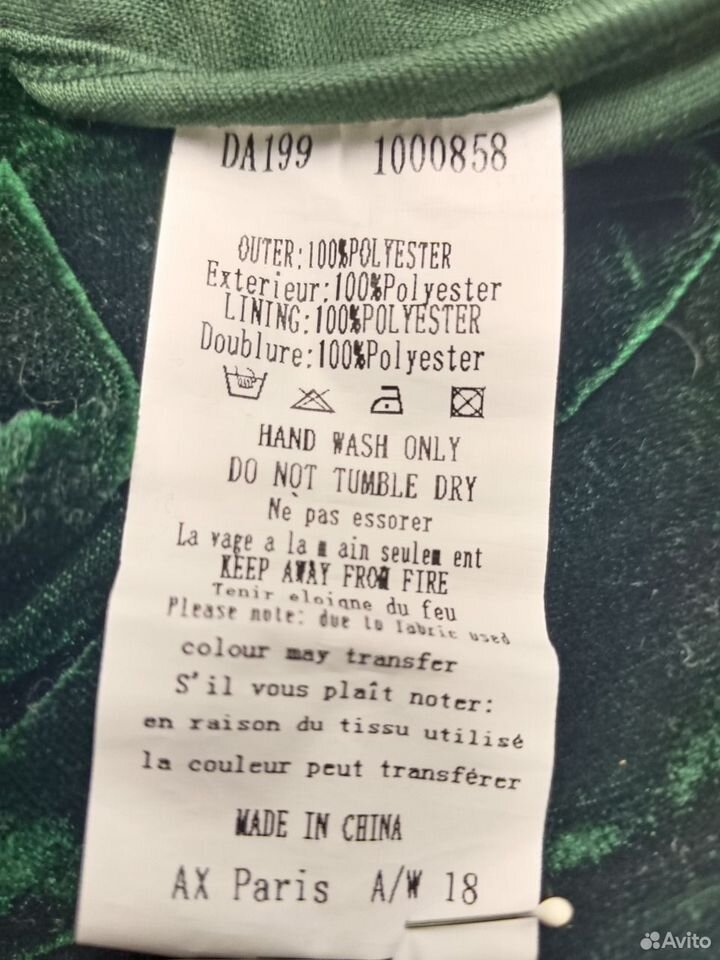 DA199 1000858
OUTER:100%POLYESTER
Exterieur:100%Polyester
LINING:100%POLYESTER
Doublure:100%Polyester
HAND WASH ONLY
DO NOT TUMBLE DRY
Nè pas essorer
La vage a la m ain seulem ent
KEEP AWAY FROM FIRE
Tenir eloigne du feu
Please note: due to fabric used
colour may transfer
S'il vous plaît noter:
en raison du tissu utilisé
la couleur peut transférer
MADE IN CHINA
AX Paris A/W 18
Avito